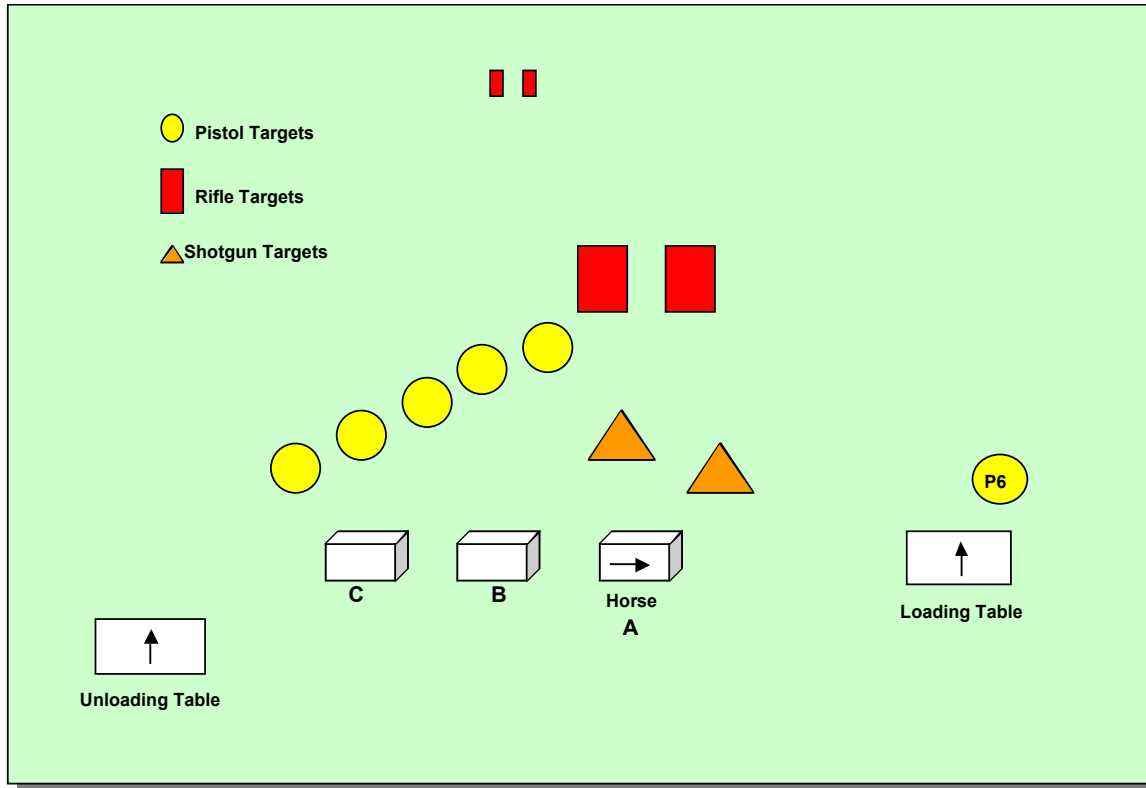 Pistol Targets
Rifle Targets
Shotgun Targets
P6
C
B
Horse
A
Loading Table
Unloading Table